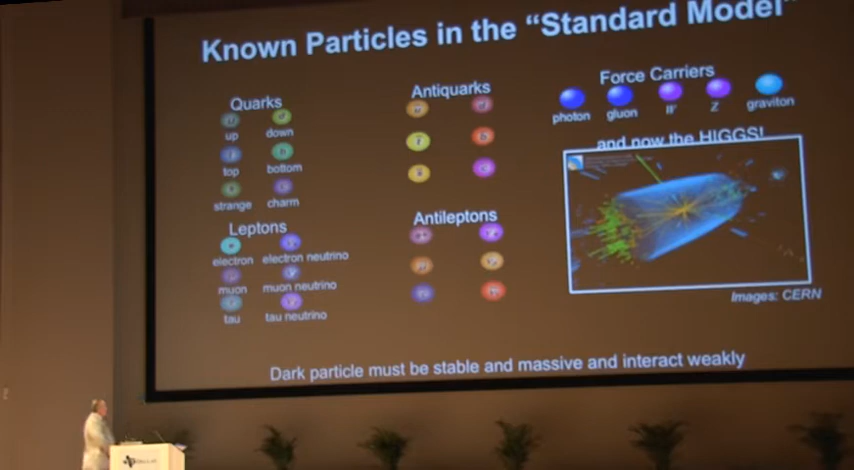 Known Particles in the "Standard Model"
Quarks
up down
top bottom
strange charm
Leptons
electron electron neutrino
muon muon neutrino
tau tau neutrino
Antiquarks
Antileptons
Force Carriers
photon gluon W Z graviton
and now the HIGGS!
Images: CERN
Dark particle must be stable and massive and interact weakly